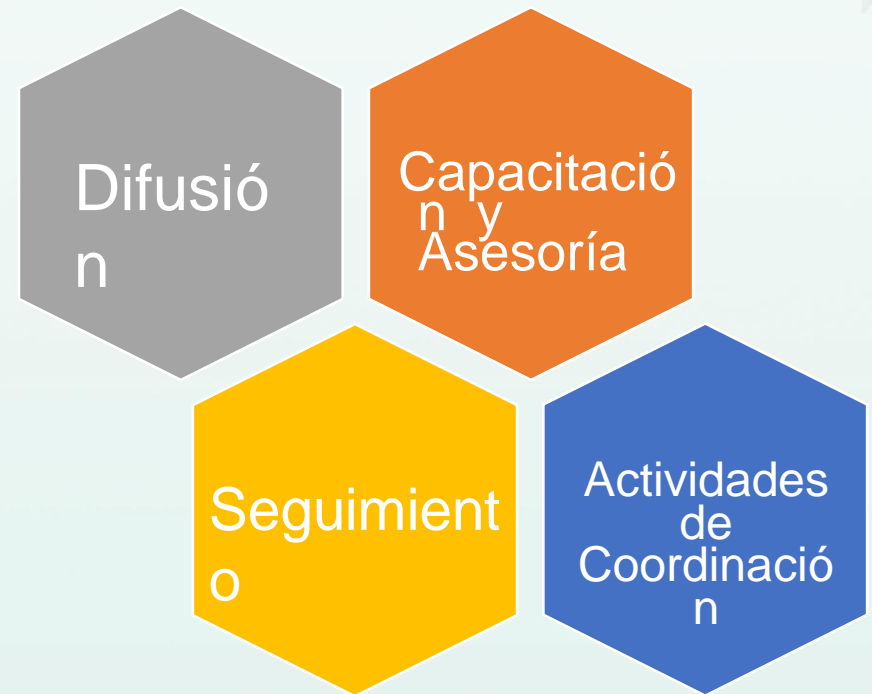 Difusió
n
Capacitació
n y
Asesoría
Seguimient
o
Actividades
de
Coordinació
n